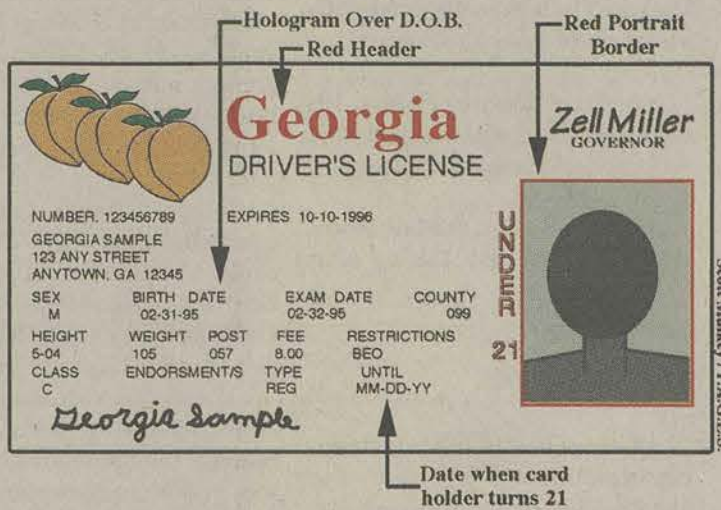 Hologram Over D.O.B.
Red Header
Red Portrait
Border
Georgia
DRIVER'S LICENSE
Zell Miller
GOVERNOR
NUMBER. 123456789 EXPIRES 10-10-1996
GEORGIA SAMPLE
123 ANY STREET
ANYTOWN, GA 12345
SEX BIRTH DATE EXAM DATE COUNTY
M 02-31-95 02-32-95 099
HEIGHT WEIGHT POST FEE RESTRICTIONS
5-04 105 057 8.00 BEO
CLASS ENDORSMENT/S TYPE UNTIL
C REG MM-DD-YY
Georgia Sample
UNDER
21
Date when card
holder turns 21